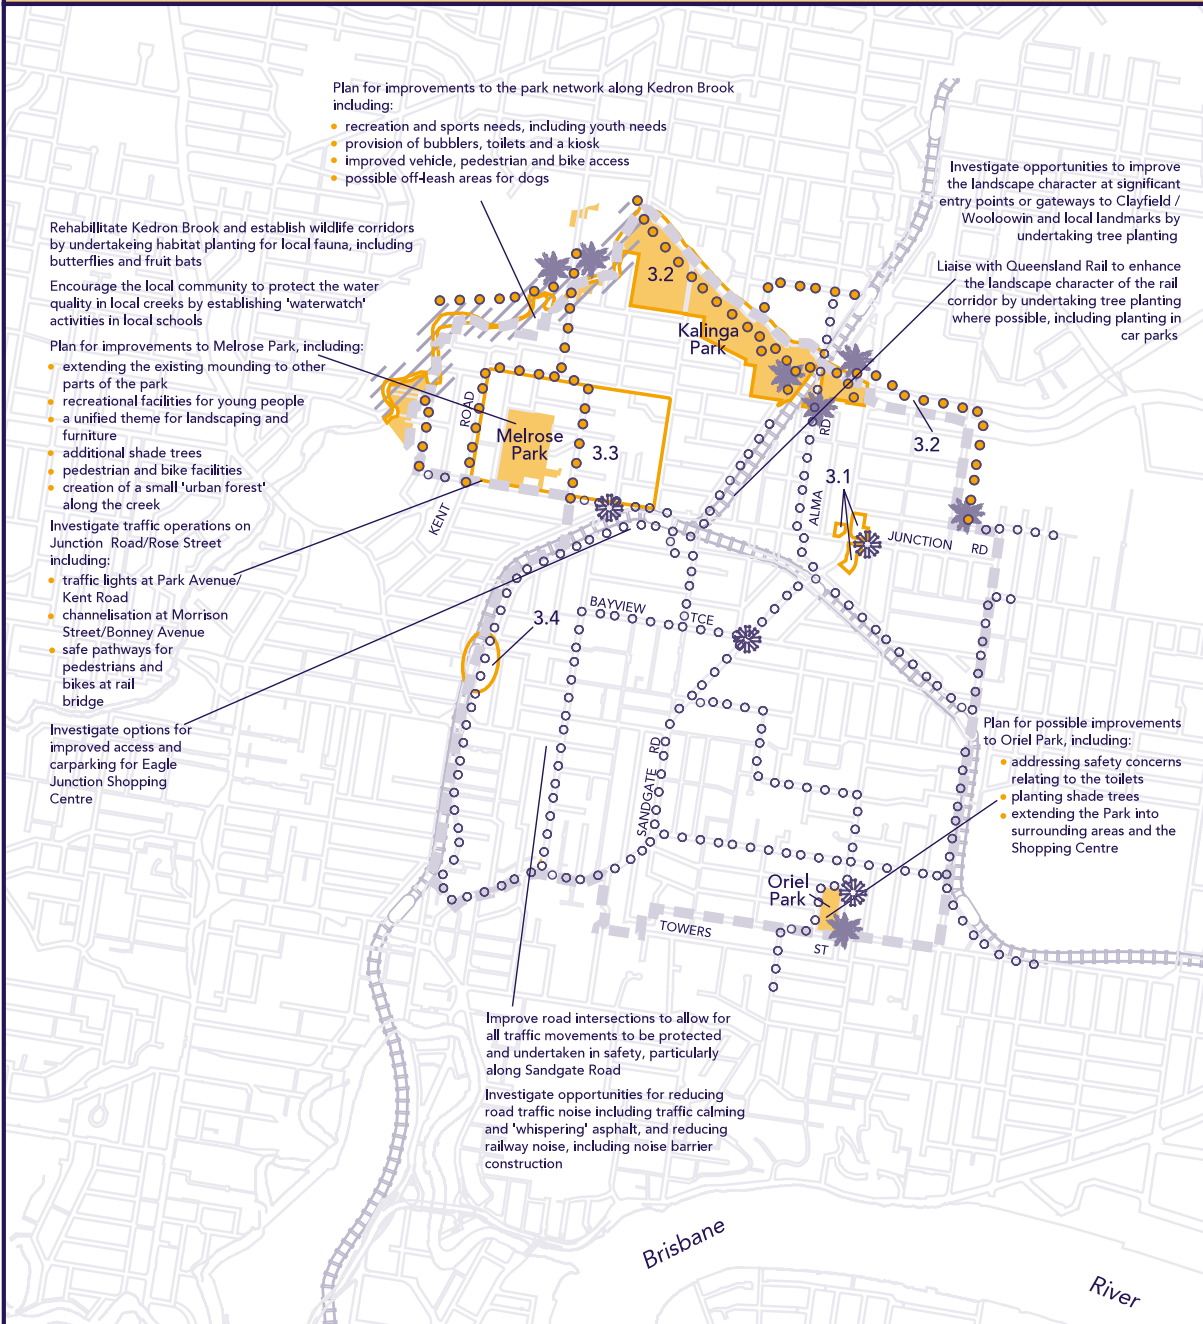 Plan for improvements to the park network along Kedron Brook
including:
recreation and sports needs, including youth needs
provision of bubblers, toilets and a kiosk
improved vehicle, pedestrian and bike access
possible off-leash areas for dogs
Investigate opportunities to improve
the landscape character at significant
entry points or gateways to Clayfield /
Wooloowin and local landmarks by
undertaking tree planting
Liaise with Queensland Rail to enhance
the landscape character of the rail
corridor by undertaking tree planting
where possible, including planting in
car parks
Rehabillitate Kedron Brook and establish wildlife corridors
by undertakeing habitat planting for local fauna, including
butterflies and fruit bats
Encourage the local community to protect the water
quality in local creeks by establishing 'waterwatch'
activities in local schools
Plan for improvements to Melrose Park, including:
extending the existing mounding to other
parts of the park
recreational facilities for young people
a unified theme for landscaping and
furniture
additional shade trees
pedestrian and bike facilities
creation of a small 'urban forest'
along the creek
Investigate traffic operations on
Junction Road/Rose Street
including:
traffic lights at Park Avenue/
Kent Road
channelisation at Morrison
Street/Bonney Avenue
safe pathways for
pedestrians and
bikes at rail
bridge
Investigate options for
improved access and
carparking for Eagle
Junction Shopping
Centre
3.2
Kalinga
Park
ROAD
Melrose
Park
3.3
RD
3.2
3.1
KENT
ALMA
JUNCTION RD
BAYVIEW TCE
3.4
SANDGATE RD
Plan for possible improvements
to Oriel Park, including:
addressing safety concerns
relating to the toilets
planting shade trees
extending the Park into
surrounding areas and the
Shopping Centre
Oriel
Park
TOWERS ST
Improve road intersections to allow for
all traffic movements to be protected
and undertaken in safety, particularly
along Sandgate Road
Investigate opportunities for reducing
road traffic noise including traffic calming
and 'whispering' asphalt, and reducing
railway noise, including noise barrier
construction
Brisbane
River